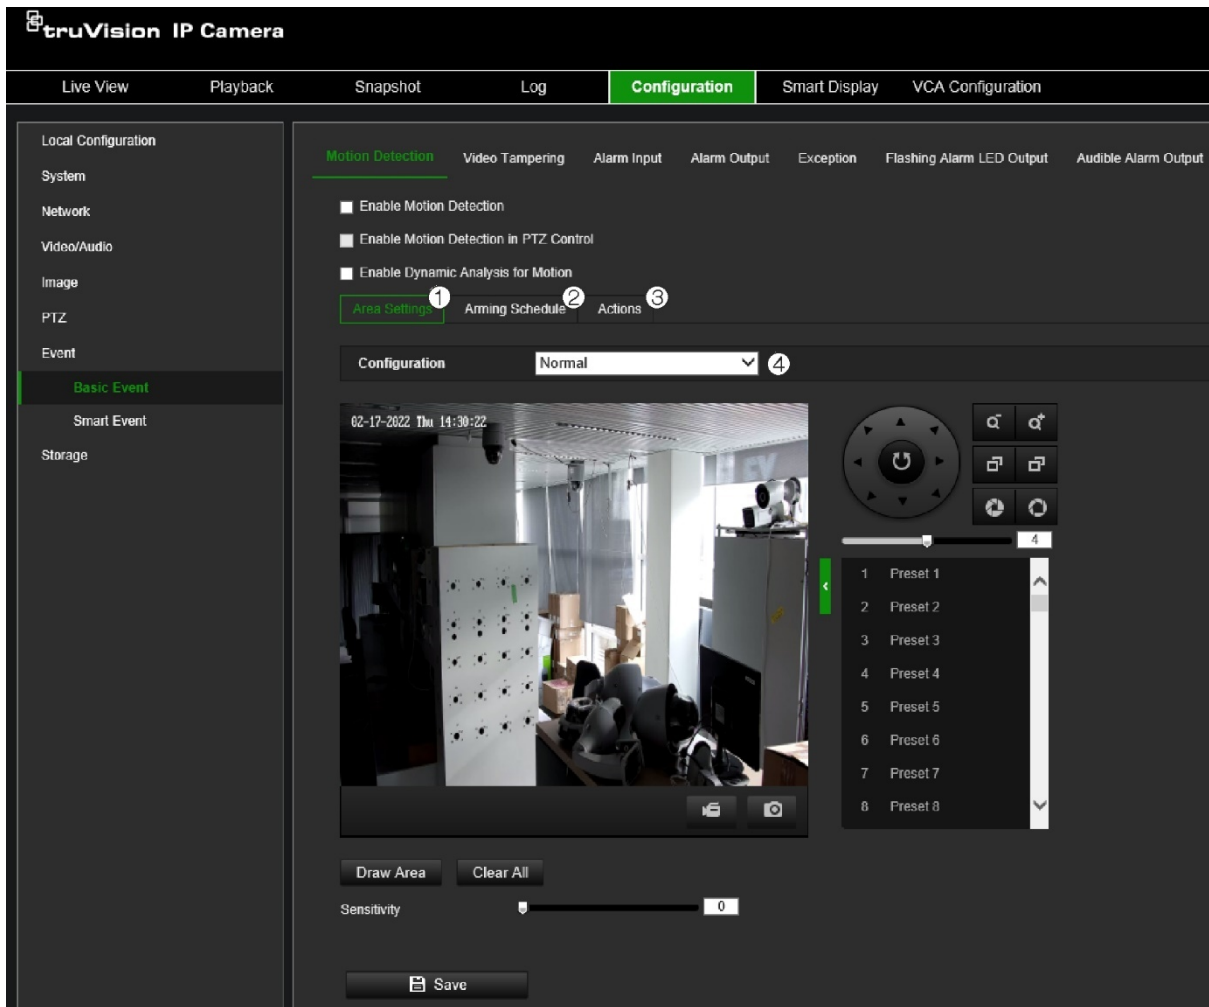 truVision IP Camera
Live View Playback Snapshot Log Configuration Smart Display VCA Configuration
Local Configuration
System
Network
Video/Audio
Image
PTZ
Event
Basic Event
Smart Event
Storage
Motion Detection Video Tampering Alarm Input Alarm Output Exception Flashing Alarm LED Output Audible Alarm Output
Enable Motion Detection
Enable Motion Detection in PTZ Control
Enable Dynamic Analysis for Motion
Area Settings 1 Arming Schedule 2 Actions 3
Configuration Normal 4
02-17-2022 Thu 14:30:22
4
1 Preset 1
2 Preset 2
3 Preset 3
4 Preset 4
5 Preset 5
6 Preset 6
7 Preset 7
8 Preset 8
Draw Area Clear All
Sensitivity 0
Save